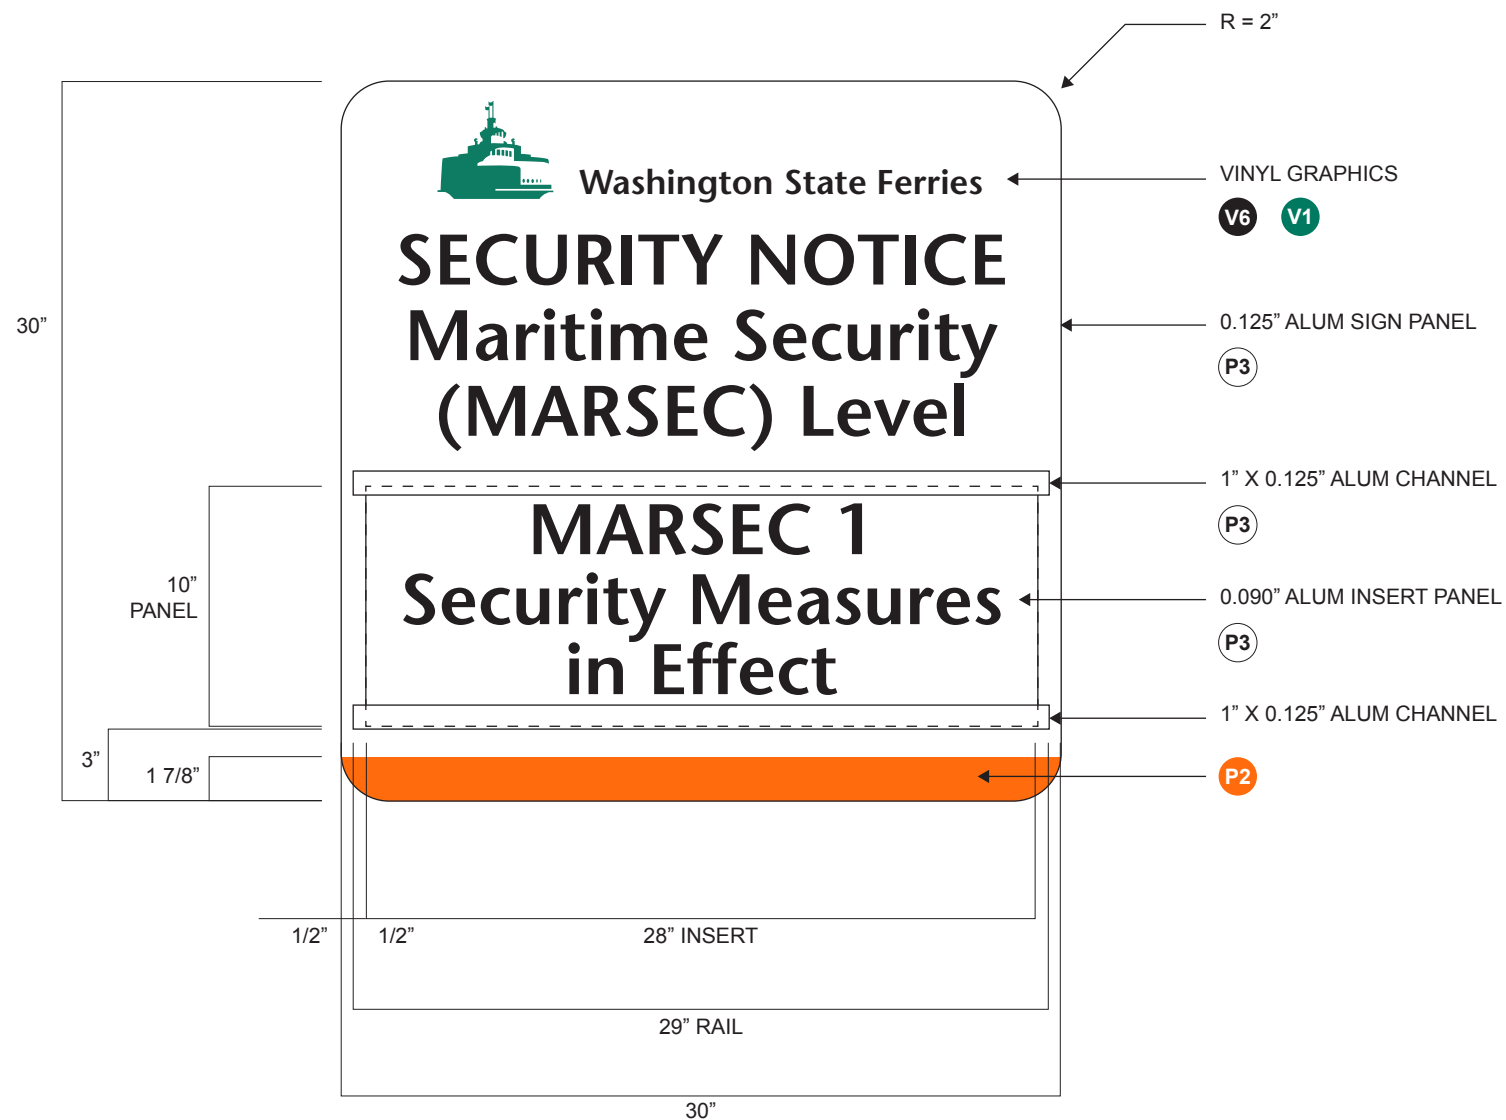 R = 2”
Washington State Ferries
VINYL GRAPHICS
V6 V1
SECURITY NOTICE
Maritime Security
(MARSEC) Level
30”
0.125” ALUM SIGN PANEL
P3
1” X 0.125” ALUM CHANNEL
P3
MARSEC 1
Security Measures
in Effect
10”
PANEL
0.090” ALUM INSERT PANEL
P3
1” X 0.125” ALUM CHANNEL
3”
1 7/8”
P2
1/2”
1/2”
28” INSERT
29” RAIL
30”